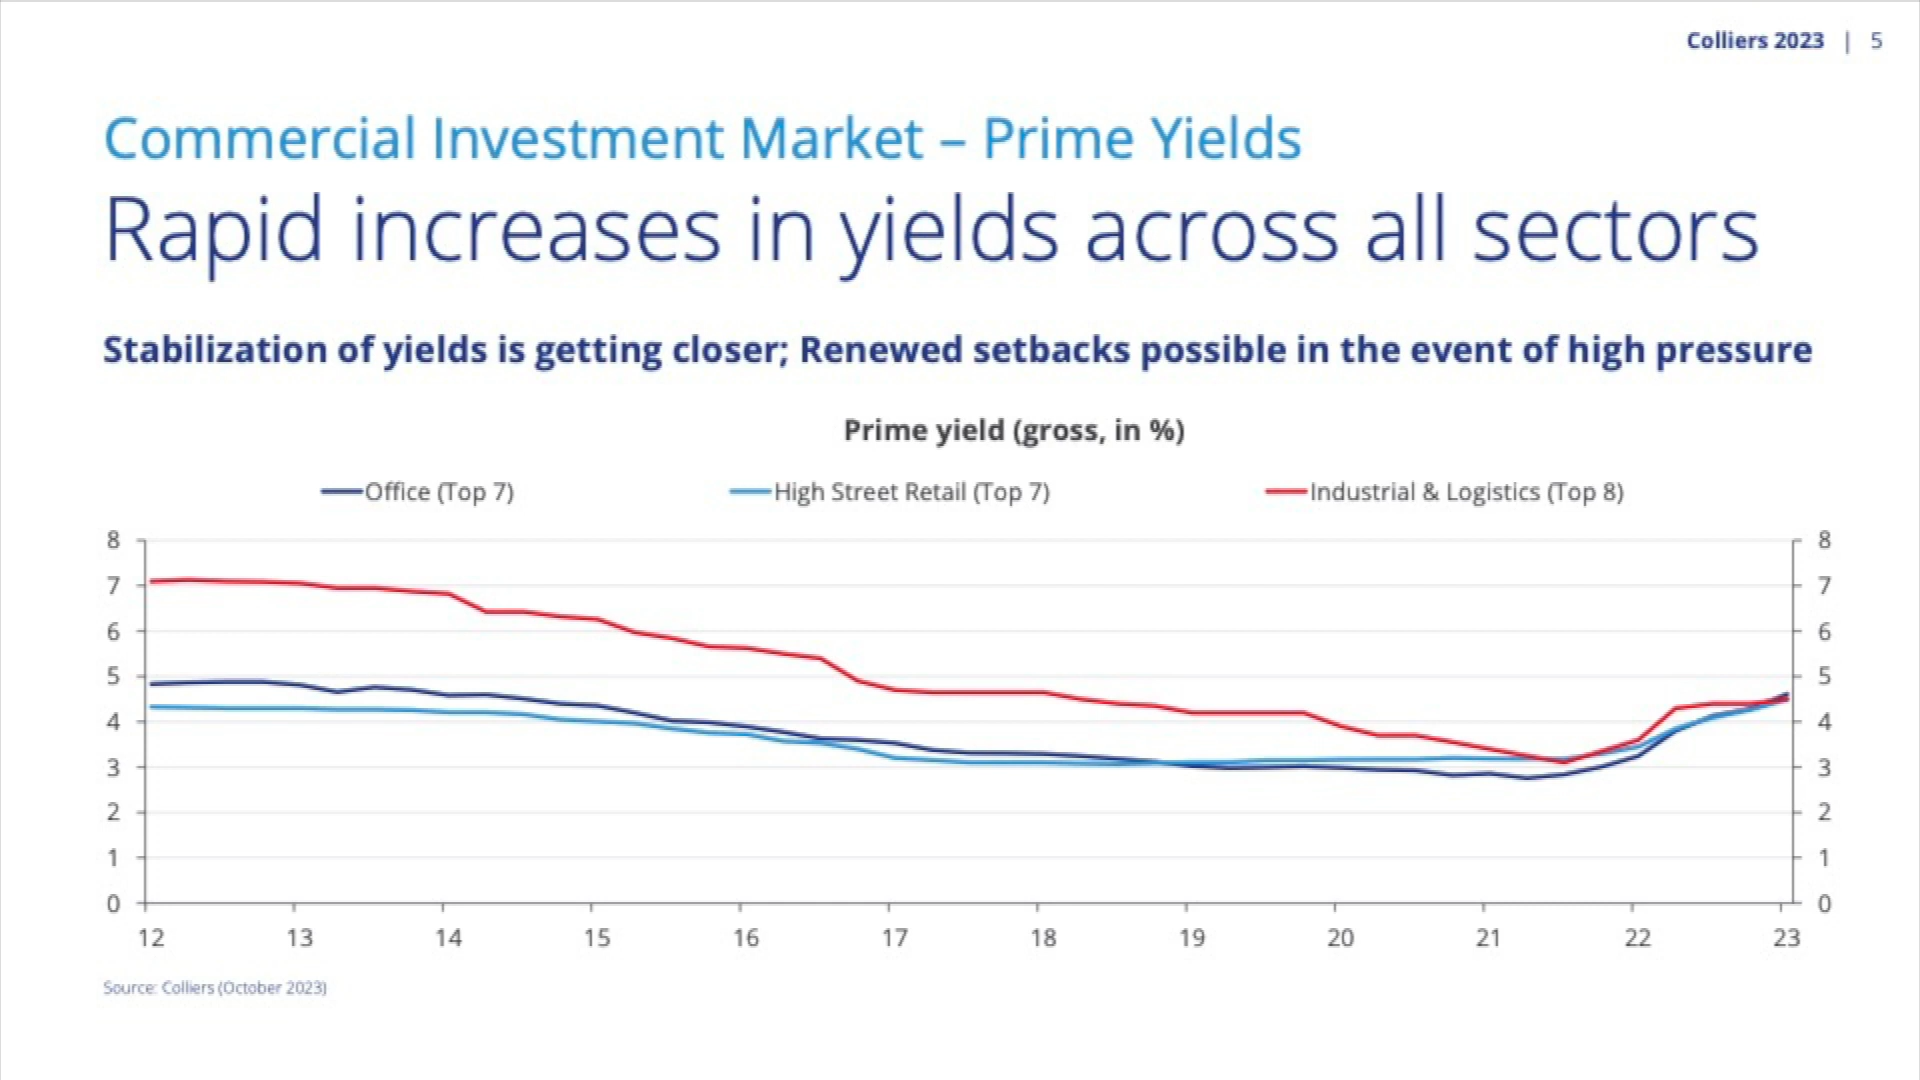 Colliers 2023 | 5
Commercial Investment Market – Prime Yields
Rapid increases in yields across all sectors
Stabilization of yields is getting closer; Renewed setbacks possible in the event of high pressure
Prime yield (gross, in %)
Office (Top 7) High Street Retail (Top 7) Industrial & Logistics (Top 8)
8 8
7 7
6 6
5 5
4 4
3 3
2 2
1 1
0 0
12 13 14 15 16 17 18 19 20 21 22 23
Source: Colliers (October 2023)